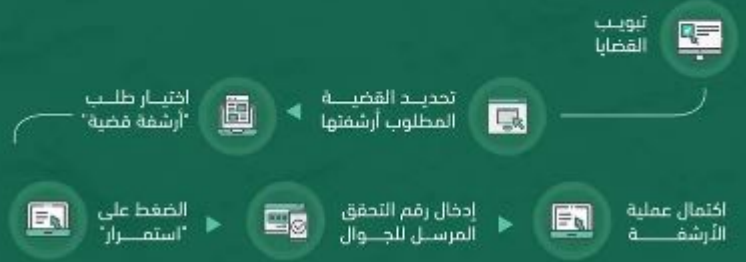 تبويب
القضايا
تحديد القضية
المطلوب أرشفتها
اختيار طلب
"أرشفة قضية"
الضغط على
"استمرار"
إدخال رقم التحقق
المرسل للجوال
اكتمال عملية
الأرشفة